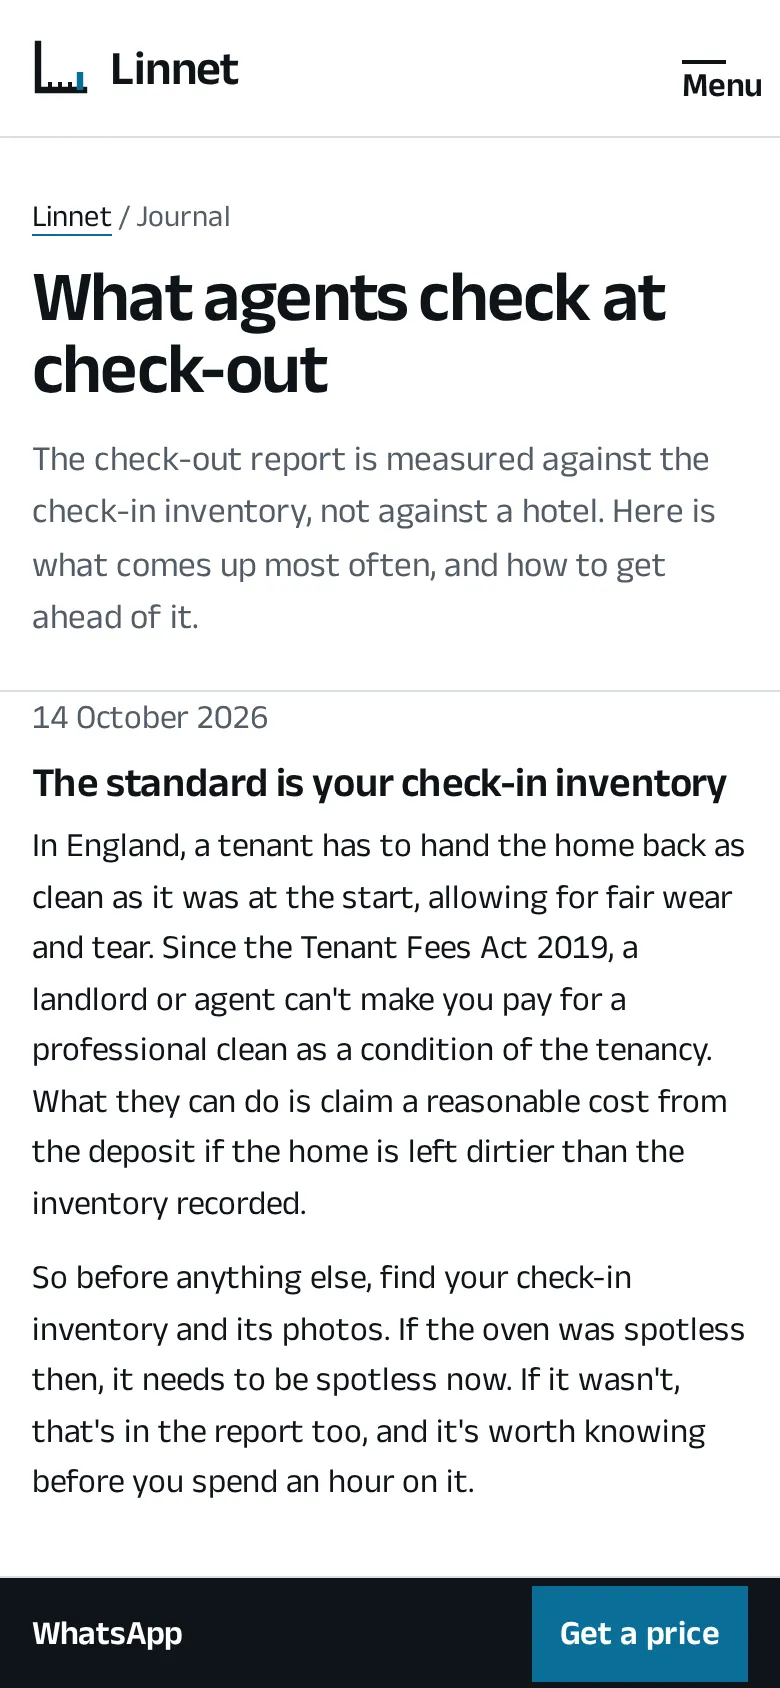 Linnet
Menu
Linnet / Journal
What agents check at
check-out
The check-out report is measured against the
check-in inventory, not against a hotel. Here is
what comes up most often, and how to get
ahead of it.
14 October 2026
The standard is your check-in inventory
In England, a tenant has to hand the home back as
clean as it was at the start, allowing for fair wear
and tear. Since the Tenant Fees Act 2019, a
landlord or agent can't make you pay for a
professional clean as a condition of the tenancy.
What they can do is claim a reasonable cost from
the deposit if the home is left dirtier than the
inventory recorded.
So before anything else, find your check-in
inventory and its photos. If the oven was spotless
then, it needs to be spotless now. If it wasn't,
that's in the report too, and it's worth knowing
before you spend an hour on it.
WhatsApp
Get a price